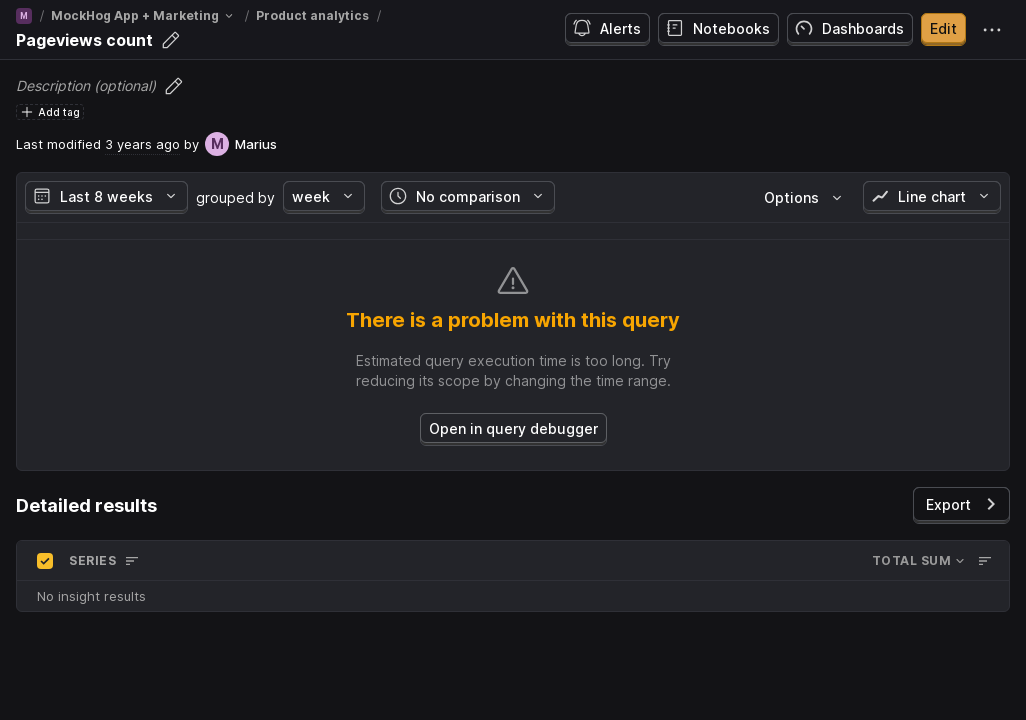 M / MockHog App + Marketing / Product analytics /
Pageviews count
Alerts Notebooks Dashboards Edit
Description (optional)
Add tag
Last modified 3 years ago by M Marius
Last 8 weeks grouped by week No comparison Options Line chart
There is a problem with this query
Estimated query execution time is too long. Try
reducing its scope by changing the time range.
Open in query debugger
Detailed results
Export
SERIES TOTAL SUM
No insight results